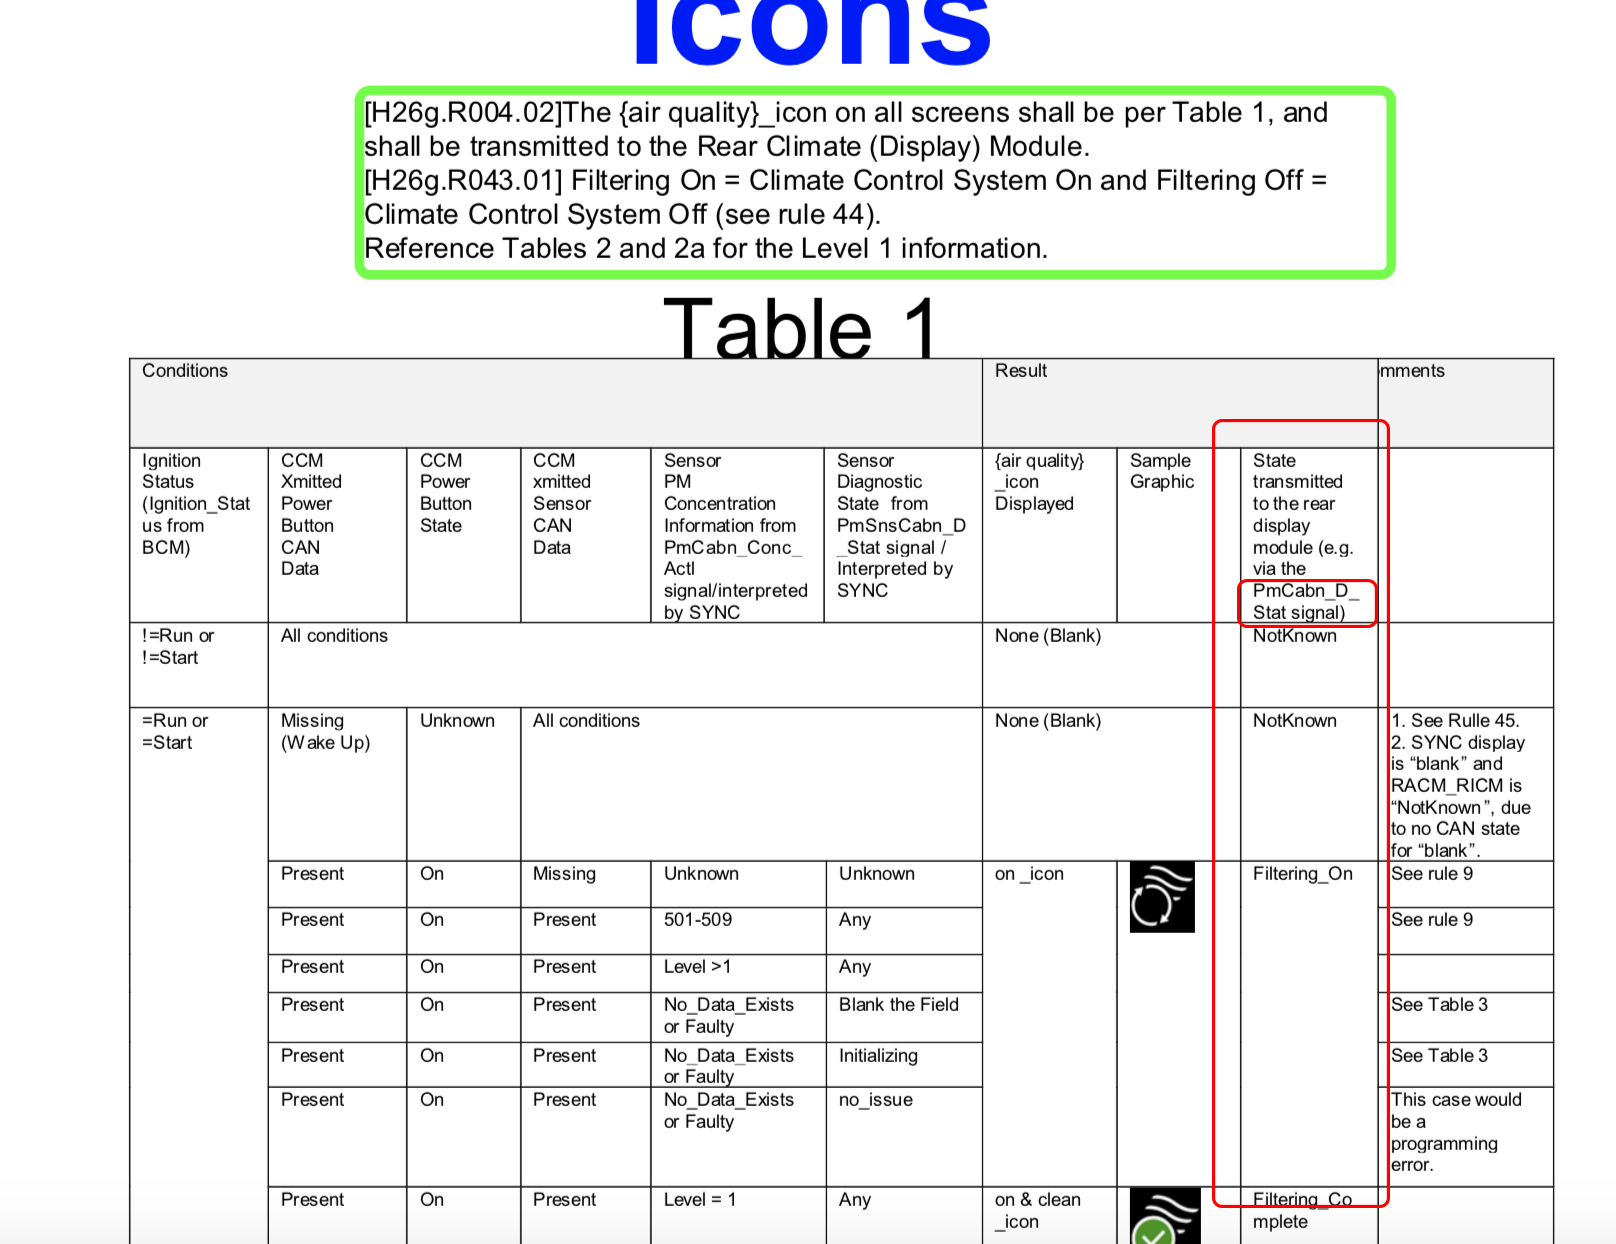 Icons
[H26g.R004.02]The {air quality}_icon on all screens shall be per Table 1, and
shall be transmitted to the Rear Climate (Display) Module.
[H26g.R043.01] Filtering On = Climate Control System On and Filtering Off =
Climate Control System Off (see rule 44).
Reference Tables 2 and 2a for the Level 1 information.
Table 1
Conditions
Result
omments
Ignition
Status
(Ignition_Stat
us from
BCM)
CCM
Xmitted
Power
Button
CAN
Data
CCM
Power
Button
State
CCM
xmitted
Sensor
CAN
Data
Sensor
PM
Concentration
Information from
PmCabn_Conc_
Actl
signal/interpreted
by SYNC
Sensor
Diagnostic
State from
PmSnsCabn_D
_Stat signal /
Interpreted by
SYNC
{air quality}
_icon
Displayed
Sample
Graphic
State
transmitted
to the rear
display
module (e.g.
via the
PmCabn_D_
Stat signal)
!=Run or
!=Start
All conditions
None (Blank)
NotKnown
=Run or
=Start
Missing
(Wake Up)
Unknown
All conditions
None (Blank)
NotKnown
1. See Rulle 45.
2. SYNC display
is “blank” and
RACM_RICM is
“NotKnown”, due
to no CAN state
for “blank”.
Present
On
Missing
Unknown
Unknown
on _icon
Filtering_On
See rule 9
Present
On
Present
501-509
Any
See rule 9
Present
On
Present
Level >1
Any
Present
On
Present
No_Data_Exists
or Faulty
Blank the Field
See Table 3
Present
On
Present
No_Data_Exists
or Faulty
Initializing
See Table 3
Present
On
Present
No_Data_Exists
or Faulty
no_issue
This case would
be a
programming
error.
Present
On
Present
Level = 1
Any
on & clean
_icon
Filtering_Co
mplete